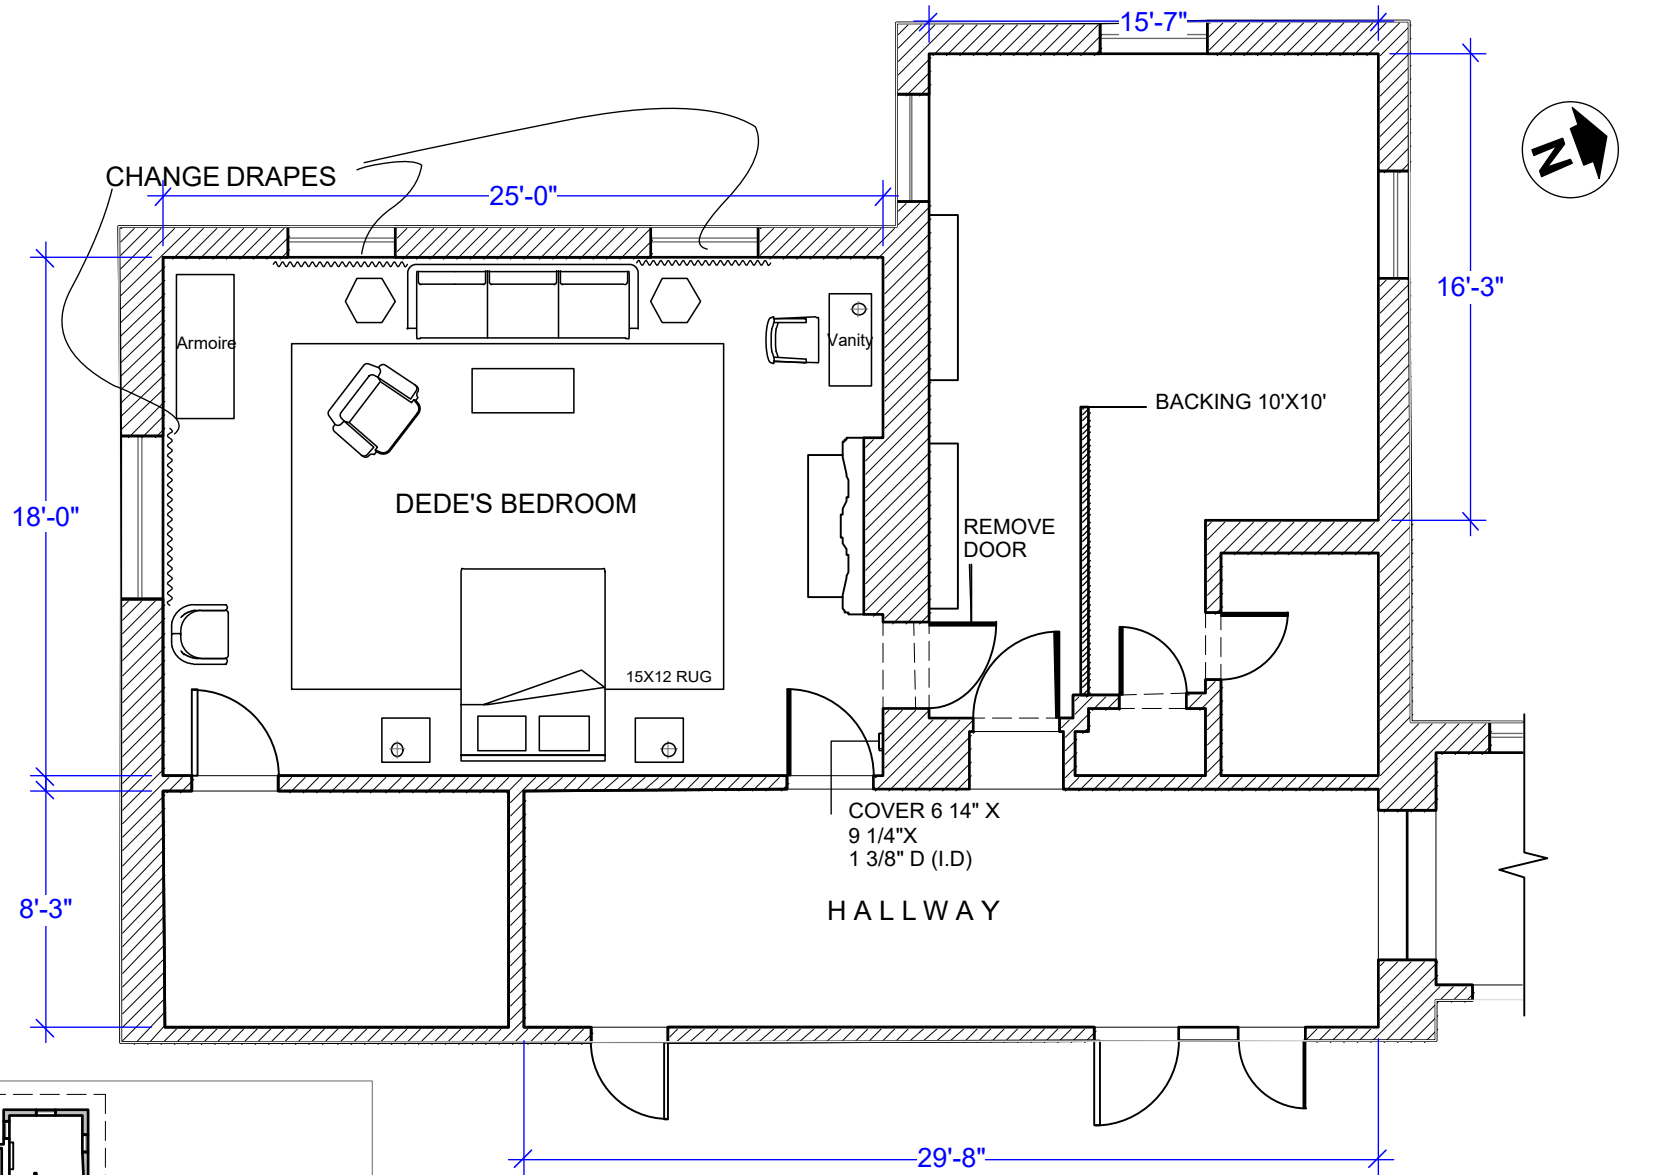 15'-7"
CHANGE DRAPES
25'-0"
N
16'-3"
Armoire
Vanity
BACKING 10'X10'
18'-0"
DEDE'S BEDROOM
REMOVE
DOOR
15X12 RUG
COVER 6 14" X
9 1/4"X
1 3/8" D (I.D)
8'-3"
HALLWAY
29'-8"